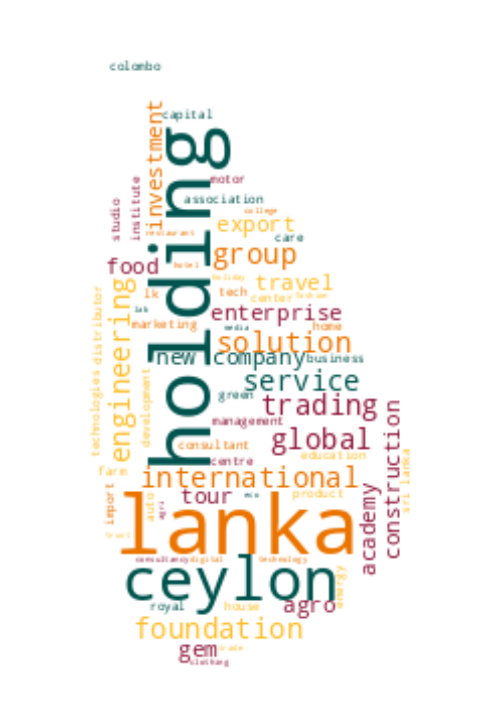 colombo
capital
investment
holding
motor
institute
studio
association
college
export
restaurant
care
group
food
hotel
holiday
travel
engineering
distributor
lk
tech
center
lab
enterprise
marketing
media
home
solution
new
company
business
service
development
green
trading
technologies
management
global
construction
consultant
education
centre
farm
international
sri lanka
import
auto
agri
tour
eco
product
academy
lanka
trust
consultancy
digital
technology
ceylon
energy
royal
house
agro
foundation
gem
trade
clothing